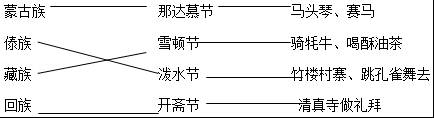 蒙古族 那达慕节 马头琴、赛马
傣族 雪顿节 骑牦牛、喝酥油茶
藏族 泼水节 竹楼村寨、跳孔雀舞去
回族 开斋节 清真寺做礼拜